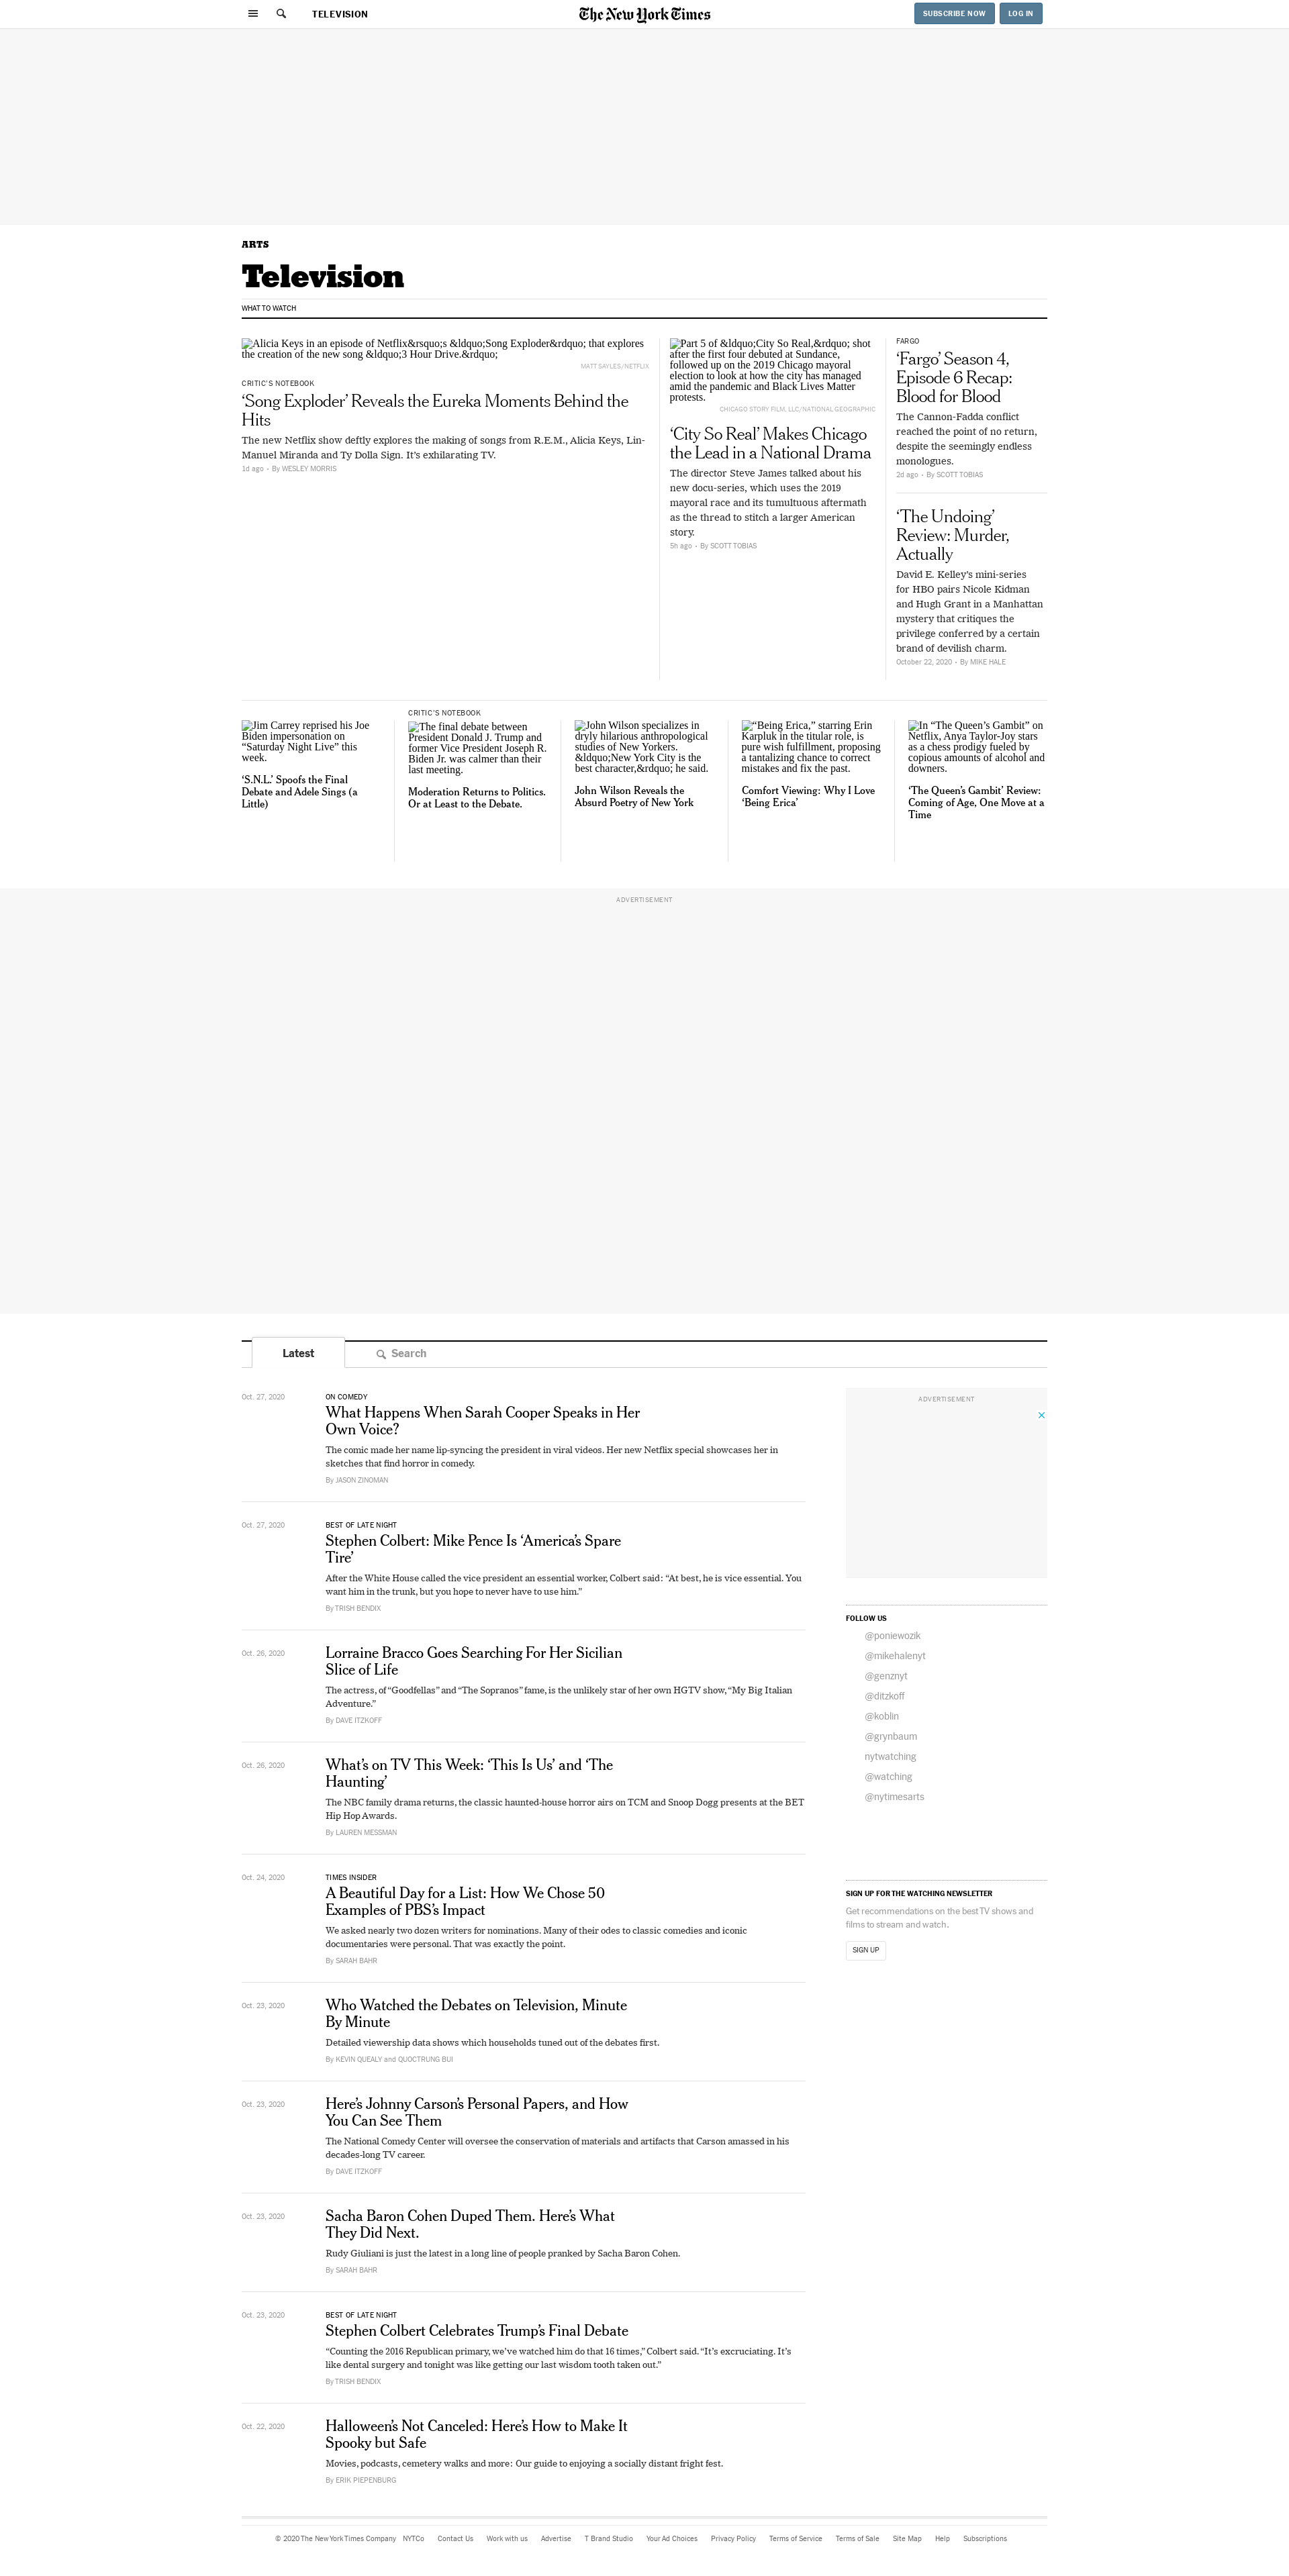 TELEVISION
The New York Times
SUBSCRIBE NOW
LOG IN
ARTS
Television
WHAT TO WATCH
Alicia Keys in an episode of Netflix&rsquo;s &ldquo;Song Exploder&rdquo; that explores
the creation of the new song &ldquo;3 Hour Drive.&rdquo;
MATT SAYLES/NETFLIX
CRITIC'S NOTEBOOK
‘Song Exploder’ Reveals the Eureka Moments Behind the
Hits
The new Netflix show deftly explores the making of songs from R.E.M., Alicia Keys, Lin-
Manuel Miranda and Ty Dolla Sign. It’s exhilarating TV.
1d ago • By WESLEY MORRIS
Part 5 of &ldquo;City So Real,&rdquo; shot
after the first four debuted at Sundance,
followed up on the 2019 Chicago mayoral
election to look at how the city has managed
amid the pandemic and Black Lives Matter
protests.
CHICAGO STORY FILM, LLC/NATIONAL GEOGRAPHIC
‘City So Real’ Makes Chicago
the Lead in a National Drama
The director Steve James talked about his
new docu-series, which uses the 2019
mayoral race and its tumultuous aftermath
as the thread to stitch a larger American
story.
5h ago • By SCOTT TOBIAS
FARGO
‘Fargo’ Season 4,
Episode 6 Recap:
Blood for Blood
The Cannon-Fadda conflict
reached the point of no return,
despite the seemingly endless
monologues.
2d ago • By SCOTT TOBIAS
‘The Undoing’
Review: Murder,
Actually
David E. Kelley’s mini-series
for HBO pairs Nicole Kidman
and Hugh Grant in a Manhattan
mystery that critiques the
privilege conferred by a certain
brand of devilish charm.
October 22, 2020 • By MIKE HALE
Jim Carrey reprised his Joe
Biden impersonation on
“Saturday Night Live” this
week.
‘S.N.L.’ Spoofs the Final
Debate and Adele Sings (a
Little)
CRITIC’S NOTEBOOK
The final debate between
President Donald J. Trump and
former Vice President Joseph R.
Biden Jr. was calmer than their
last meeting.
Moderation Returns to Politics.
Or at Least to the Debate.
John Wilson specializes in
dryly hilarious anthropological
studies of New Yorkers.
&ldquo;New York City is the
best character,&rdquo; he said.
John Wilson Reveals the
Absurd Poetry of New York
“Being Erica,” starring Erin
Karpluk in the titular role, is
pure wish fulfillment, proposing
a tantalizing chance to correct
mistakes and fix the past.
Comfort Viewing: Why I Love
‘Being Erica’
In “The Queen’s Gambit” on
Netflix, Anya Taylor-Joy stars
as a chess prodigy fueled by
copious amounts of alcohol and
downers.
‘The Queen’s Gambit’ Review:
Coming of Age, One Move at a
Time
ADVERTISEMENT
Latest
Search
Oct. 27, 2020
ON COMEDY
What Happens When Sarah Cooper Speaks in Her
Own Voice?
The comic made her name lip-syncing the president in viral videos. Her new Netflix special showcases her in
sketches that find horror in comedy.
By JASON ZINOMAN
Oct. 27, 2020
BEST OF LATE NIGHT
Stephen Colbert: Mike Pence Is ‘America’s Spare
Tire’
After the White House called the vice president an essential worker, Colbert said: “At best, he is vice essential. You
want him in the trunk, but you hope to never have to use him.”
By TRISH BENDIX
Oct. 26, 2020
Lorraine Bracco Goes Searching For Her Sicilian
Slice of Life
The actress, of “Goodfellas” and “The Sopranos” fame, is the unlikely star of her own HGTV show, “My Big Italian
Adventure.”
By DAVE ITZKOFF
Oct. 26, 2020
What’s on TV This Week: ‘This Is Us’ and ‘The
Haunting’
The NBC family drama returns, the classic haunted-house horror airs on TCM and Snoop Dogg presents at the BET
Hip Hop Awards.
By LAUREN MESSMAN
Oct. 24, 2020
TIMES INSIDER
A Beautiful Day for a List: How We Chose 50
Examples of PBS’s Impact
We asked nearly two dozen writers for nominations. Many of their odes to classic comedies and iconic
documentaries were personal. That was exactly the point.
By SARAH BAHR
Oct. 23, 2020
Who Watched the Debates on Television, Minute
By Minute
Detailed viewership data shows which households tuned out of the debates first.
By KEVIN QUEALY and QUOCTRUNG BUI
Oct. 23, 2020
Here’s Johnny Carson’s Personal Papers, and How
You Can See Them
The National Comedy Center will oversee the conservation of materials and artifacts that Carson amassed in his
decades-long TV career.
By DAVE ITZKOFF
Oct. 23, 2020
Sacha Baron Cohen Duped Them. Here’s What
They Did Next.
Rudy Giuliani is just the latest in a long line of people pranked by Sacha Baron Cohen.
By SARAH BAHR
Oct. 23, 2020
BEST OF LATE NIGHT
Stephen Colbert Celebrates Trump’s Final Debate
“Counting the 2016 Republican primary, we’ve watched him do that 16 times,” Colbert said. “It’s excruciating. It’s
like dental surgery and tonight was like getting our last wisdom tooth taken out.”
By TRISH BENDIX
Oct. 22, 2020
Halloween’s Not Canceled: Here’s How to Make It
Spooky but Safe
Movies, podcasts, cemetery walks and more: Our guide to enjoying a socially distant fright fest.
By ERIK PIEPENBURG
ADVERTISEMENT
FOLLOW US
@poniewozik
@mikehalenyt
@genznyt
@ditzkoff
@koblin
@grynbaum
nytwatching
@watching
@nytimesarts
SIGN UP FOR THE WATCHING NEWSLETTER
Get recommendations on the best TV shows and
films to stream and watch.
SIGN UP
© 2020 The New York Times Company NYTCo Contact Us Work with us Advertise T Brand Studio Your Ad Choices Privacy Policy Terms of Service Terms of Sale Site Map Help Subscriptions